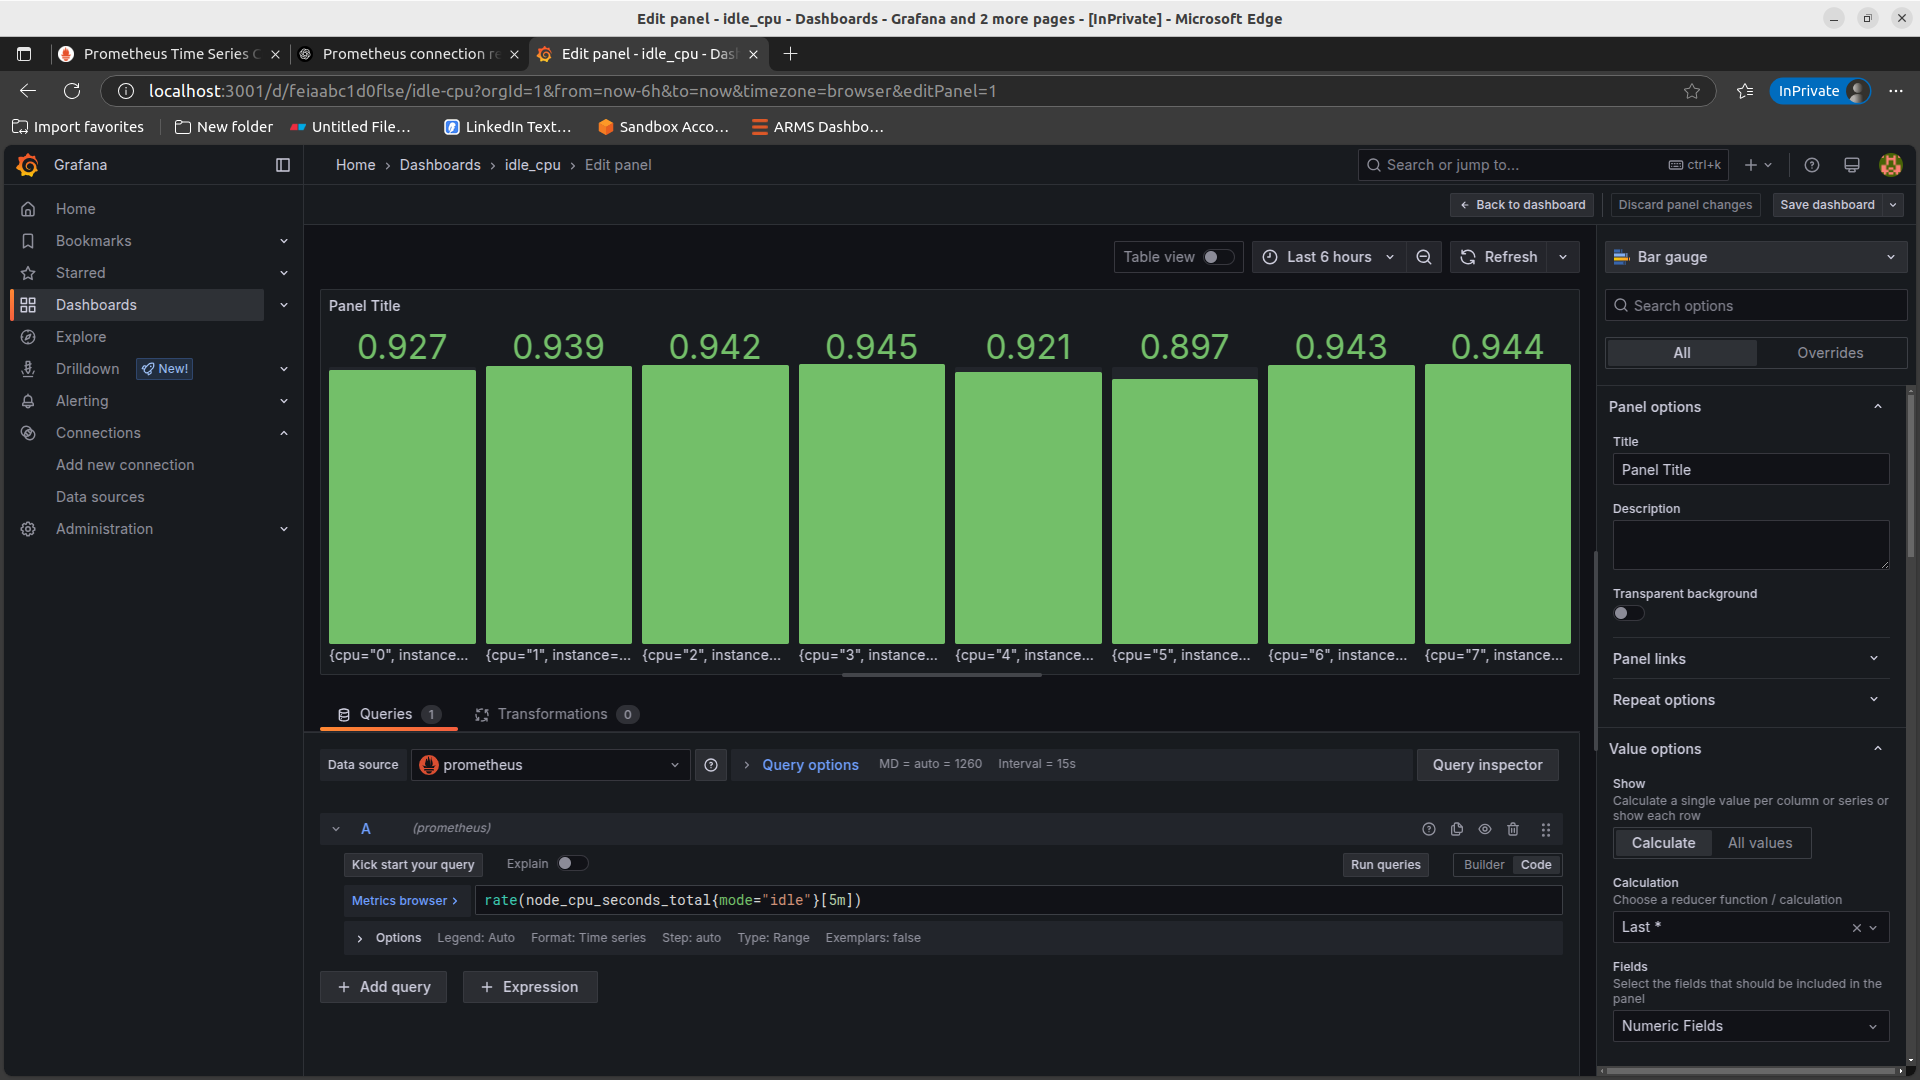 Edit panel - idle_cpu - Dashboards - Grafana and 2 more pages - [InPrivate] - Microsoft Edge
Prometheus Time Series
Prometheus connection
Edit panel - idle_cpu -
localhost:3001/d/feiaabc1d0flse/idle-cpu?orgId=1&from=now-6h&to=now&timezone=browser&editPanel=1
InPrivate
Import favorites
New folder
Untitled File...
LinkedIn Text...
Sandbox Acco...
ARMS Dashbo...
Grafana
Home › Dashboards › idle_cpu › Edit panel
Search or jump to...
ctrl+k
Back to dashboard
Discard panel changes
Save dashboard
Home
Bookmarks
Starred
Dashboards
Explore
Drilldown
New!
Alerting
Connections
Add new connection
Data sources
Administration
Table view
Last 6 hours
Refresh
Panel Title
0.927 0.939 0.942 0.945 0.921 0.897 0.943 0.944
{cpu="0", instance... {cpu="1", instance=... {cpu="2", instance... {cpu="3", instance... {cpu="4", instance... {cpu="5", instance... {cpu="6", instance... {cpu="7", instance...
Queries 1
Transformations 0
Data source
prometheus
Query options
MD = auto = 1260
Interval = 15s
Query inspector
A
(prometheus)
Kick start your query
Explain
Run queries
Builder
Code
Metrics browser >
rate(node_cpu_seconds_total{mode="idle"}[5m])
Options Legend: Auto Format: Time series Step: auto Type: Range Exemplars: false
+ Add query
+ Expression
Bar gauge
Search options
All
Overrides
Panel options
Title
Panel Title
Description
Transparent background
Panel links
Repeat options
Value options
Show
Calculate a single value per column or series or
show each row
Calculate
All values
Calculation
Choose a reducer function / calculation
Last *
Fields
Select the fields that should be included in the
panel
Numeric Fields